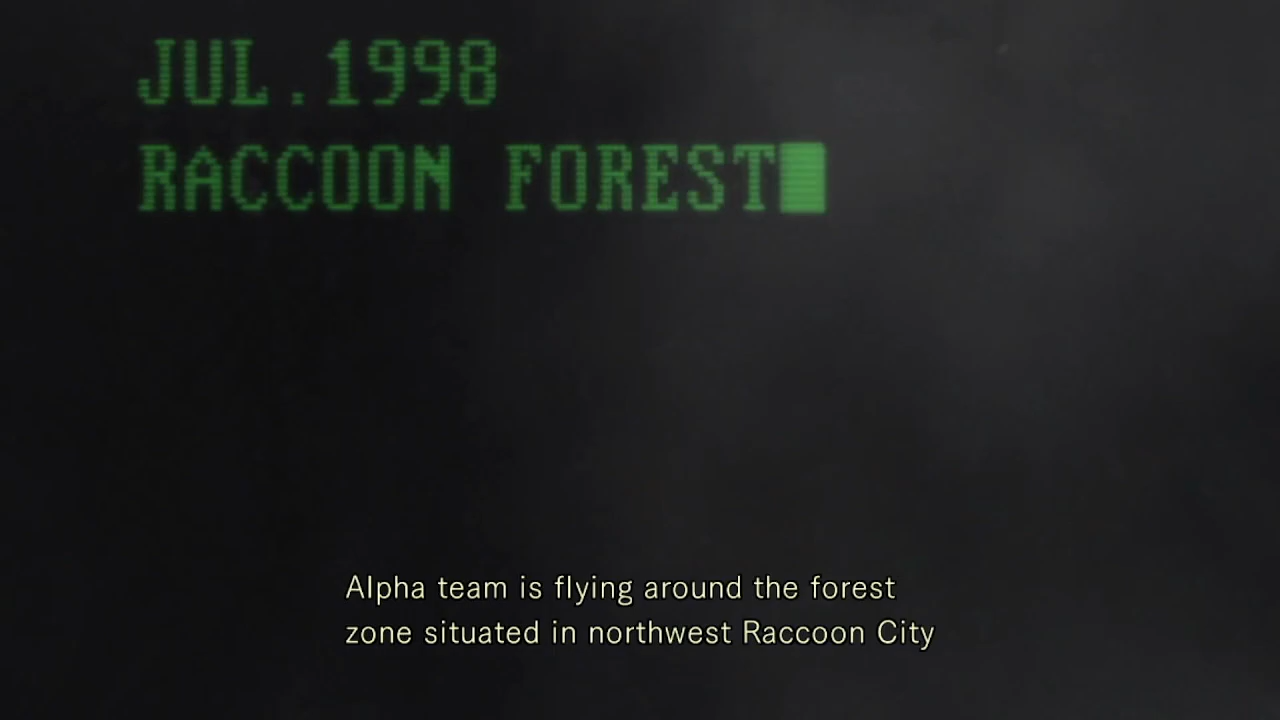 JUL.1998
RACCOON FOREST
Alpha team is flying around the forest
zone situated in northwest Raccoon City